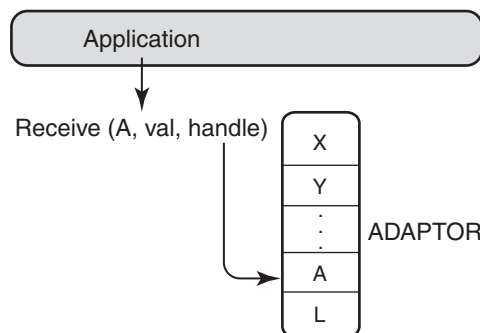 Application
Receive (A, val, handle)
X
Y
.
.
.
ADAPTOR
A
L